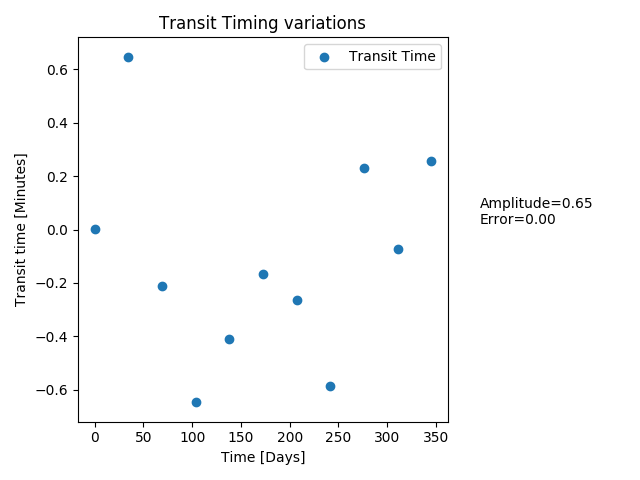 Transit Timing variations
Transit Time
0.6
0.4
0.2
0.0
−0.2
−0.4
−0.6
Transit time [Minutes]
Amplitude=0.65
Error=0.00
0 50 100 150 200 250 300 350
Time [Days]